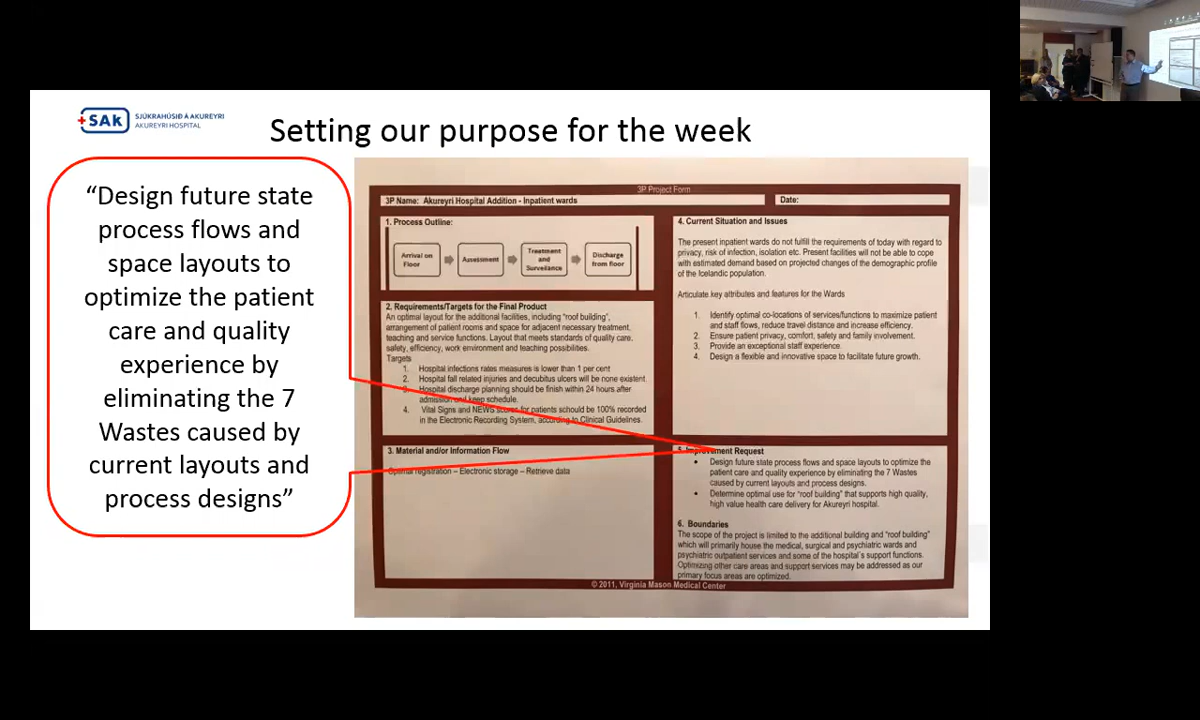 +SAK
SJÚKRAHÚSIÐ Á AKUREYRI
AKUREYRI HOSPITAL
Setting our purpose for the week
“Design future state
process flows and
space layouts to
optimize the patient
care and quality
experience by
eliminating the 7
Wastes caused by
current layouts and
process designs”
3P Project Form
3P Name: Akureyri Hospital Addition - Inpatient wards
Date:
1. Process Outline:
Arrival on
Floor
Assessment
Treatment
and
Surveilance
Discharge
from floor
2. Requirements/Targets for the Final Product
An optimal layout for the additional facilities, including "roof building",
arrangement of patient rooms and space for adjacent necessary treatment,
teaching and service functions. Layout that meets standards of quality care,
safety, efficiency, work environment and teaching possibilities.
Targets
1. Hospital infections rates measures is lower than 1 per cent
2. Hospital fall related injuries and decubitus ulcers will be none existent.
3. Hospital discharge planning should be finish within 24 hours after
admission and keep schedule.
4. Vital Signs and NEWS scores for patients schould be 100% recorded
in the Electronic Recording System, according to Clinical Guidelines.
3. Material and/or Information Flow
Optimal registration – Electronic storage – Retrieve data
4. Current Situation and Issues
The present inpatient wards do not fulfill the requirements of today with regard to
privacy, risk of infection, isolation etc. Present facilities will not be able to cope
with estimated demand based on projected changes of the demographic profile
of the Icelandic population.
Articulate key attributes and features for the Wards
1. Identify optimal co-locations of services/functions to maximize patient
and staff flows, reduce travel distance and increase efficiency.
2. Ensure patient privacy, comfort, safety and family involvement.
3. Provide an exceptional staff experience.
4. Design a flexible and innovative space to facilitate future growth.
5. Improvement Request
• Design future state process flows and space layouts to optimize the
patient care and quality experience by eliminating the 7 Wastes
caused by current layouts and process designs.
• Determine optimal use for "roof building" that supports high quality,
high value health care delivery for Akureyri hospital.
6. Boundaries
The scope of the project is limited to the additional building and "roof building"
which will primarily house the medical, surgical and psychiatric wards and
psychiatric outpatient services and some of the hospital's support functions.
Optimizing other care areas and support services may be addressed as our
primary focus areas are optimized.
© 2011, Virginia Mason Medical Center